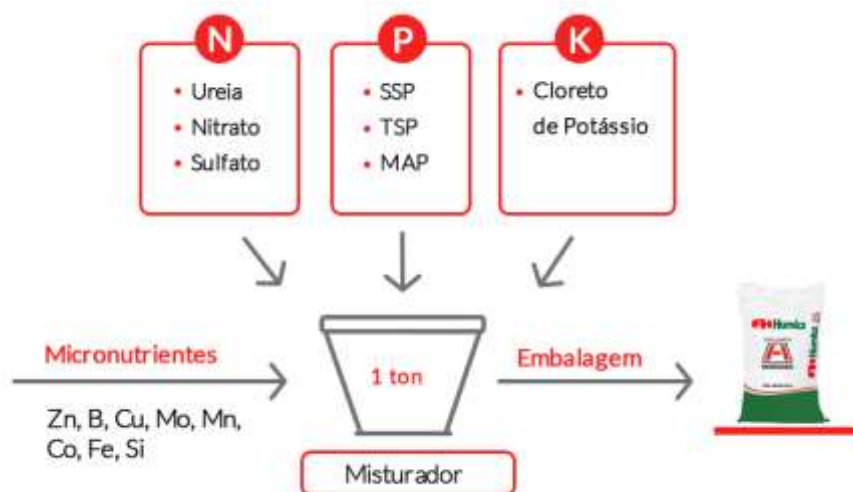 N
P
K
• Ureia
• Nitrato
• Sulfato
• SSP
• TSP
• MAP
• Cloreto
de Potássio
Micronutrientes
Zn, B, Cu, Mo, Mn,
Co, Fe, Si
1 ton
Misturador
Embalagem